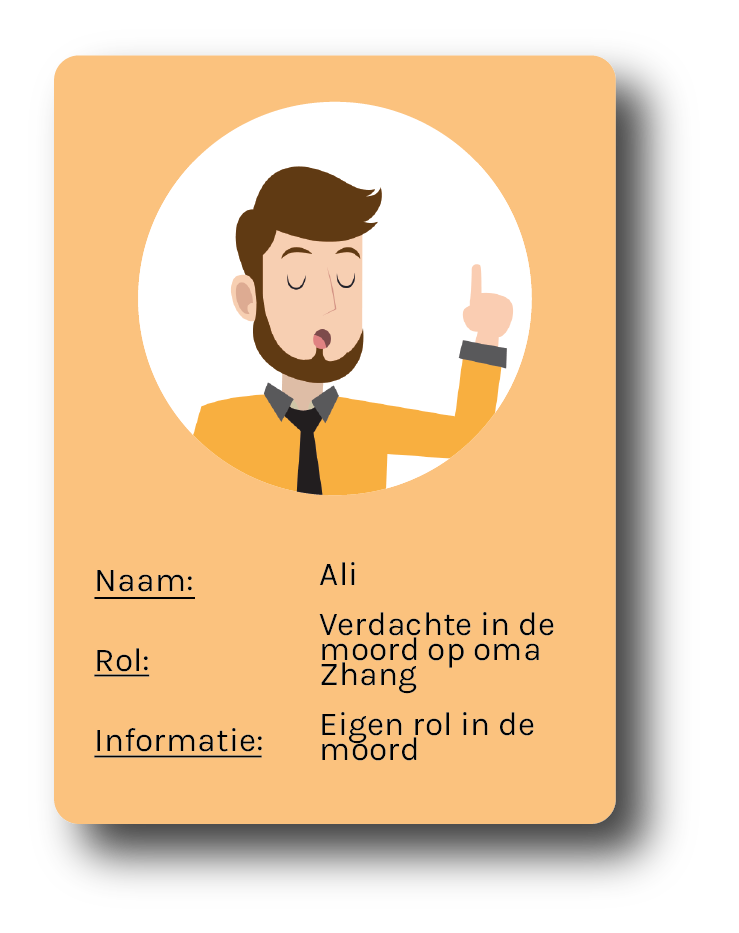 Naam:
Ali
Rol:
Verdachte in de
moord op oma
Zhang
Informatie:
Eigen rol in de
moord